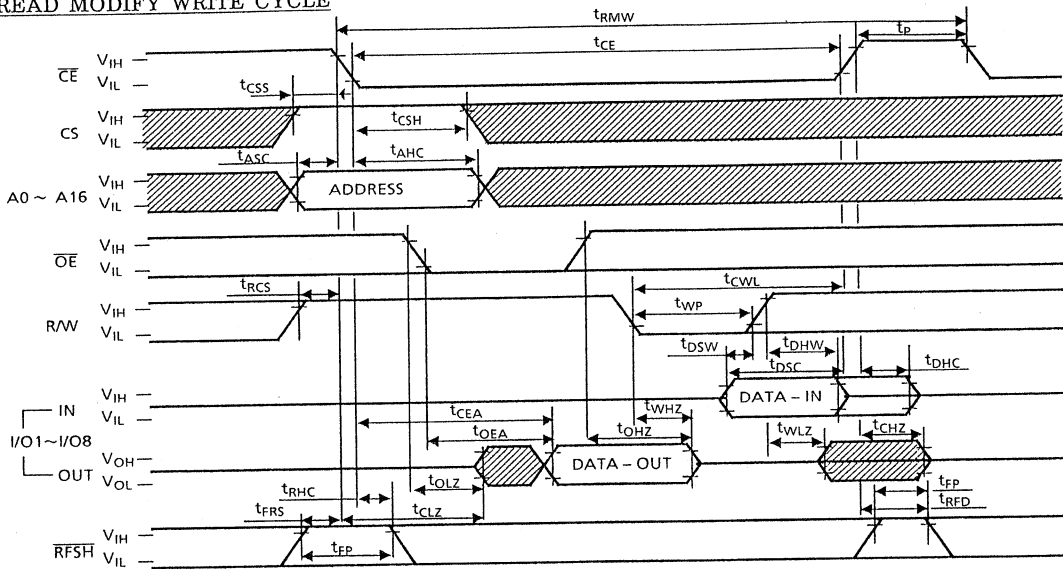 READ MODIFY WRITE CYCLE
tRMW
tP
tCE
CE
VIH
VIL
tCSS
CS
VIH
VIL
tCSH
tASC
tAHC
A0 ~ A16
VIH
VIL
ADDRESS
OE
VIH
VIL
tRCS
tCWL
tWP
R/W
VIH
VIL
tDSW
tDHW
tDSC
tDHC
IN
VIH
VIL
DATA - IN
I/O1~I/O8
tCEA
tWHZ
tOEA
tOHZ
tWLZ
tCHZ
OUT
VOH
VOL
DATA - OUT
tOLZ
tRHC
tFP
tFRS
tCLZ
tRFD
RFSH
VIH
VIL
tFP